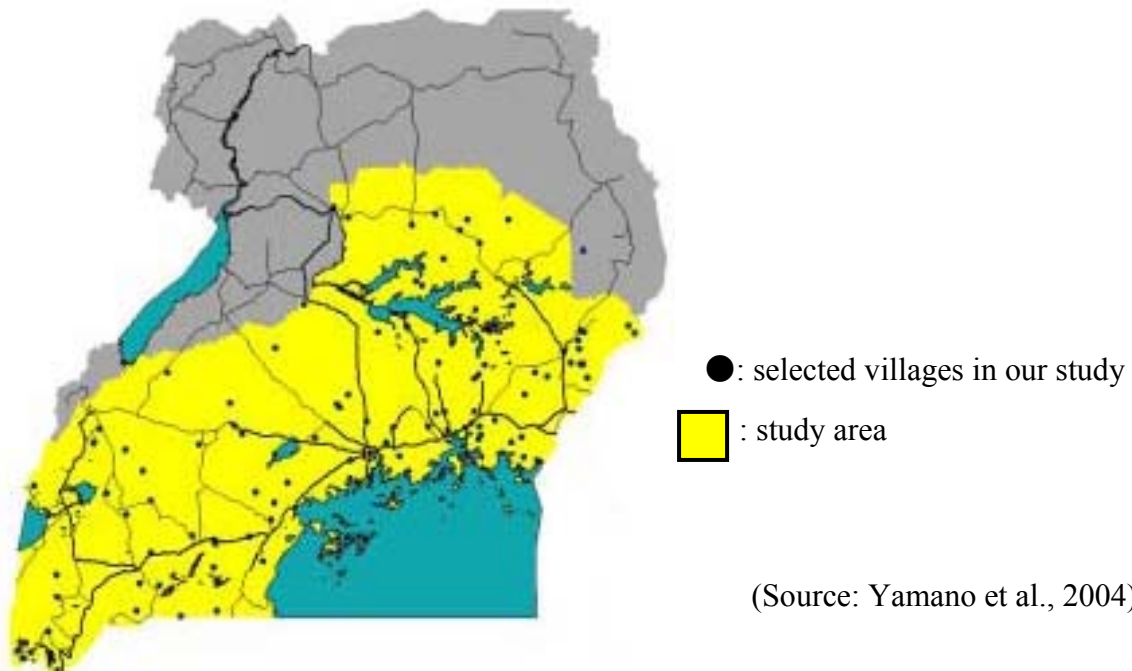 ●: selected villages in our study
: study area
(Source: Yamano et al., 2004)